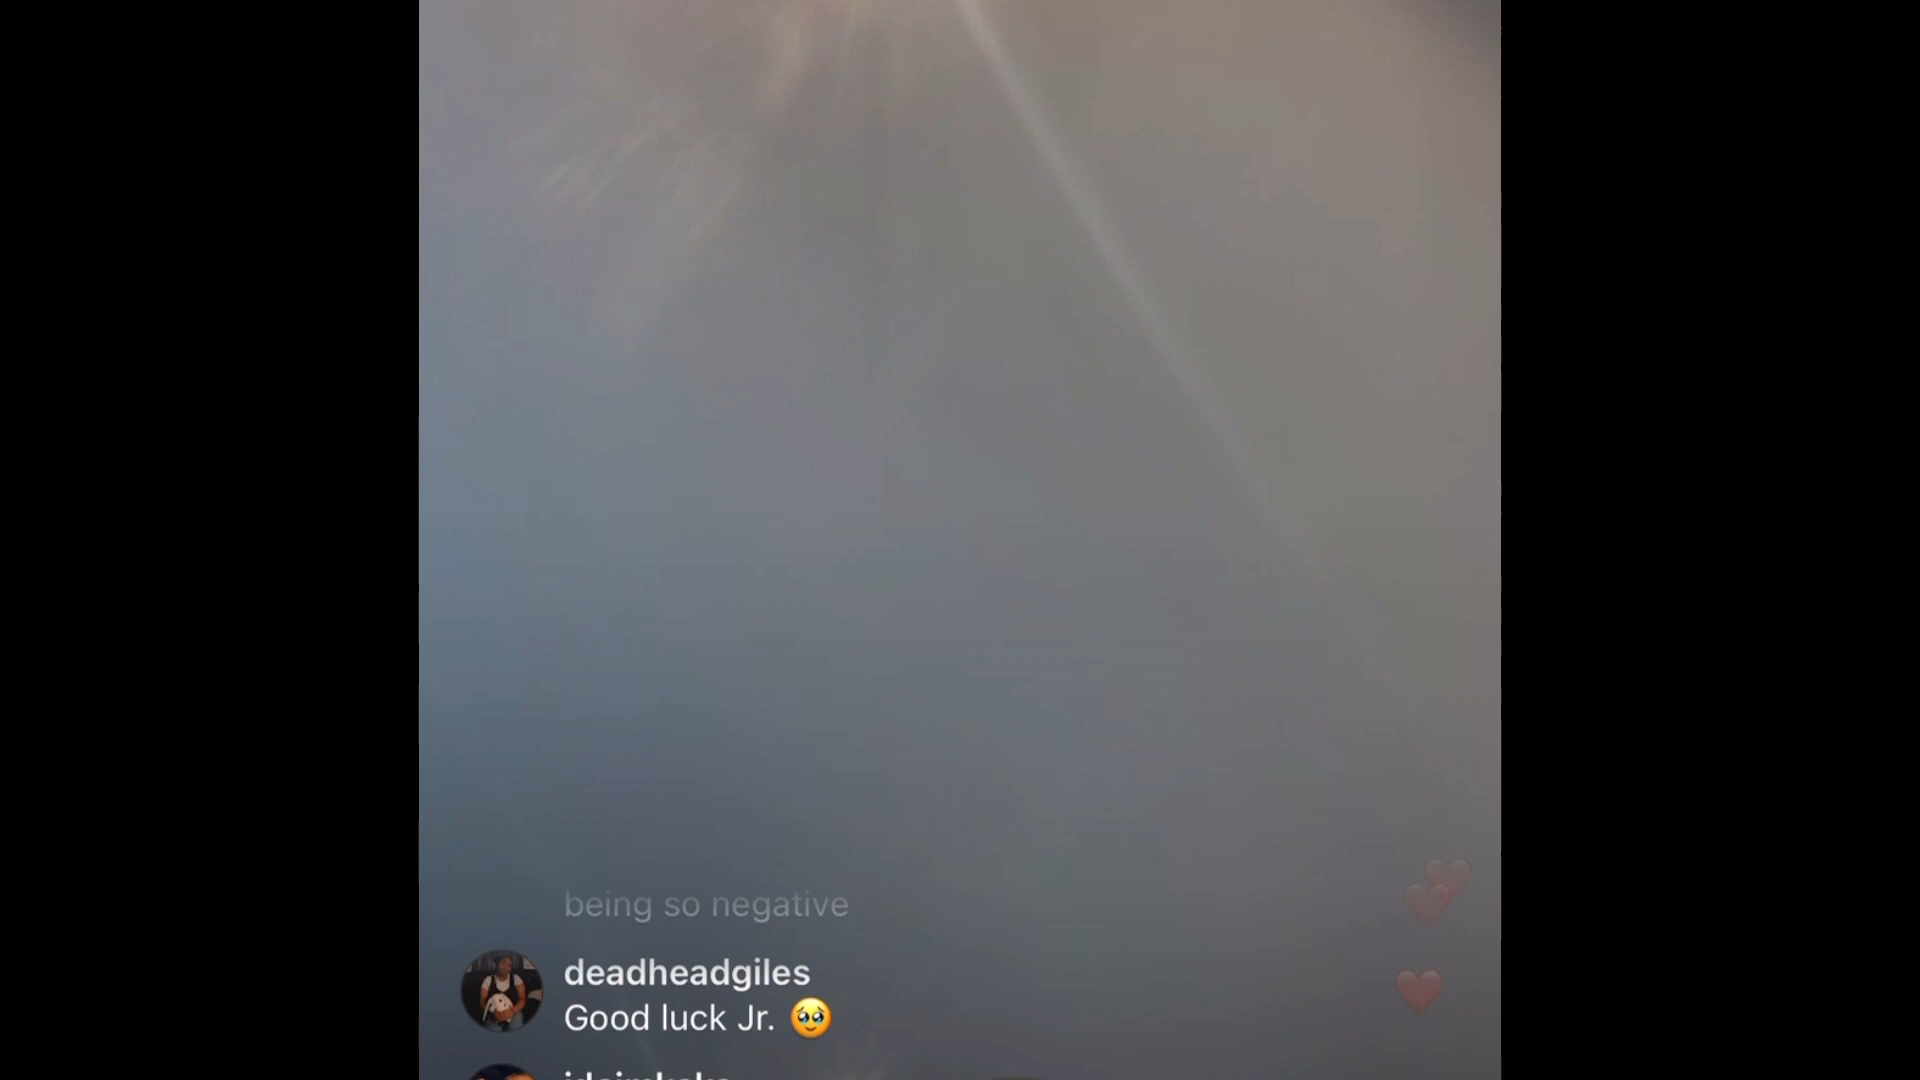 being so negative
deadheadgiles
Good luck Jr. 🥹